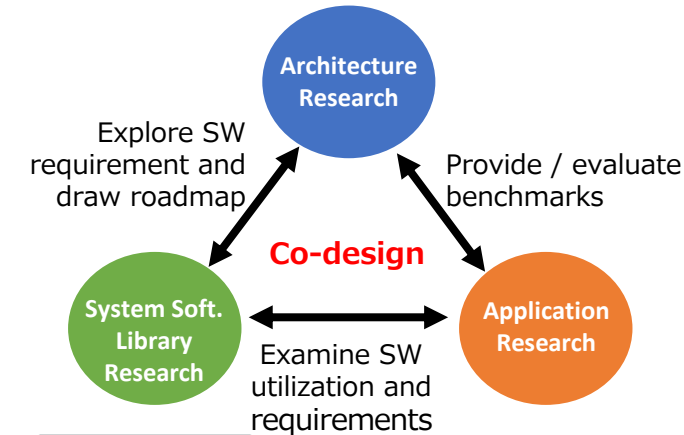 Architecture
Research
Explore SW
requirement and
draw roadmap
Provide / evaluate
benchmarks
Co-design
System Soft.
Library
Research
Application
Research
Examine SW
utilization and
requirements